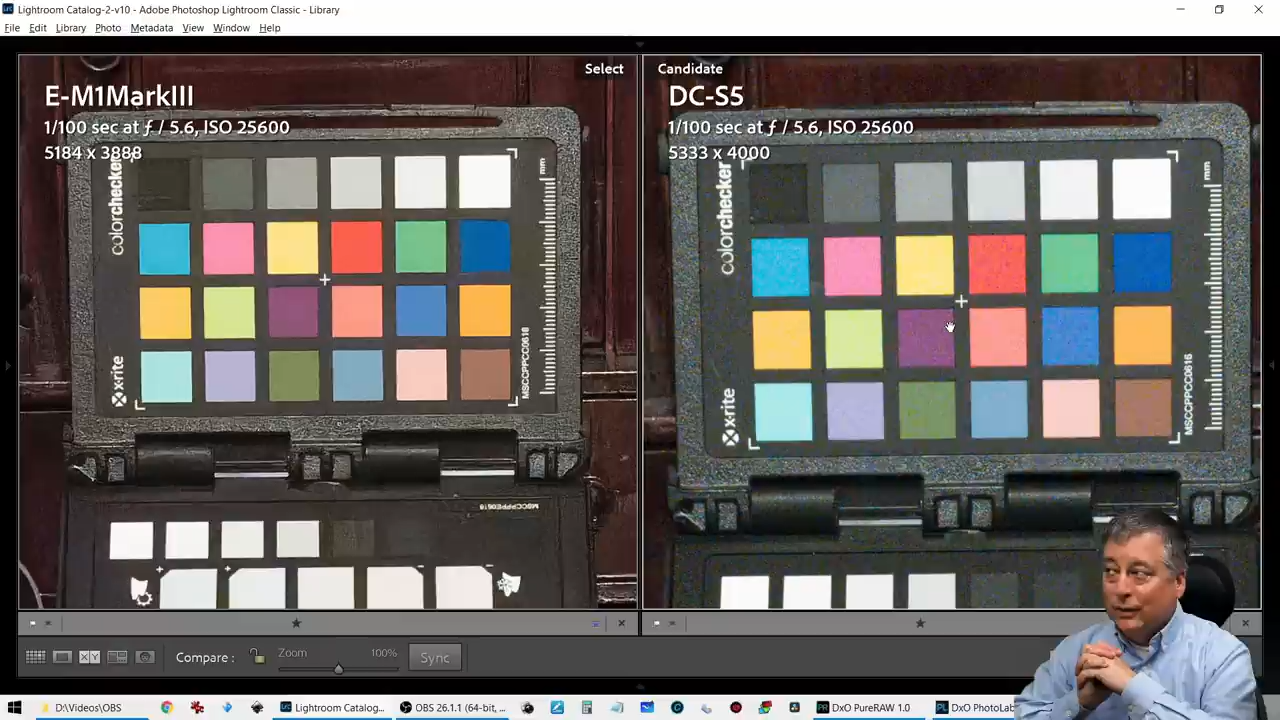 Lightroom Catalog-2-v10 - Adobe Photoshop Lightroom Classic - Library
File Edit Library Photo Metadata View Window Help
Select
E-M1MarkIII
1/100 sec at ƒ / 5.6, ISO 25600
5184 x 3888
colorchecker
x-rite
mm
MSCCPPCC0616
MSCCPPE0616
Candidate
DC-S5
1/100 sec at ƒ / 5.6, ISO 25600
5333 x 4000
colorchecker
x-rite
mm
MSCCPPCC0616
Compare :
Zoom
100%
Sync
D:\Videos\OBS
Lightroom Catalog...
OBS 26.1.1 (64-bit, ...
DxO PureRAW 1.0
DxO PhotoLab